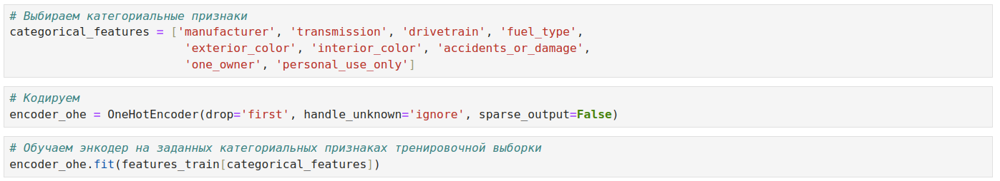 # Выбираем категориальные признаки
categorical_features = ['manufacturer', 'transmission', 'drivetrain', 'fuel_type',
'exterior_color', 'interior_color', 'accidents_or_damage',
'one_owner', 'personal_use_only']
# Кодируем
encoder_ohe = OneHotEncoder(drop='first', handle_unknown='ignore', sparse_output=False)
# Обучаем энкодер на заданных категориальных признаках тренировочной выборки
encoder_ohe.fit(features_train[categorical_features])